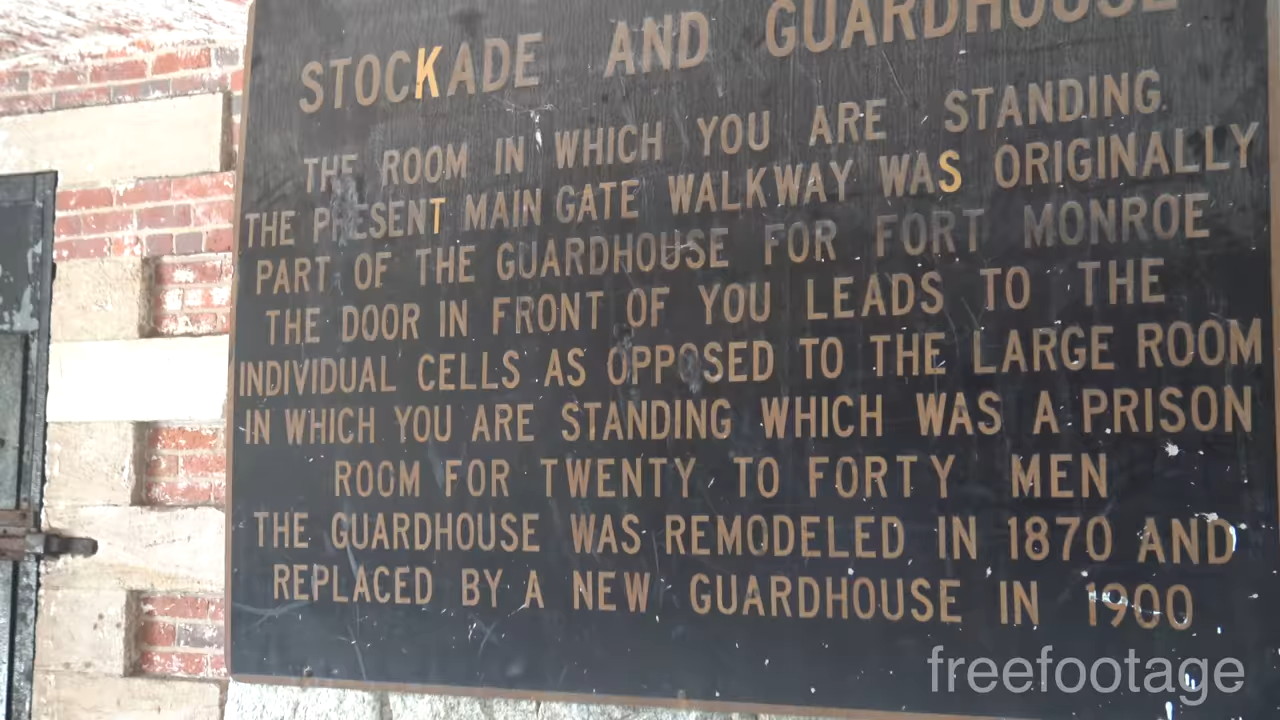 STOCKADE AND GUARDHOUSE
THE ROOM IN WHICH YOU ARE STANDING
THE PRESENT MAIN GATE WALKWAY WAS ORIGINALLY
PART OF THE GUARDHOUSE FOR FORT MONROE
THE DOOR IN FRONT OF YOU LEADS TO THE
INDIVIDUAL CELLS AS OPPOSED TO THE LARGE ROOM
IN WHICH YOU ARE STANDING WHICH WAS A PRISON
ROOM FOR TWENTY TO FORTY MEN
THE GUARDHOUSE WAS REMODELED IN 1870 AND
REPLACED BY A NEW GUARDHOUSE IN 1900
freefootage